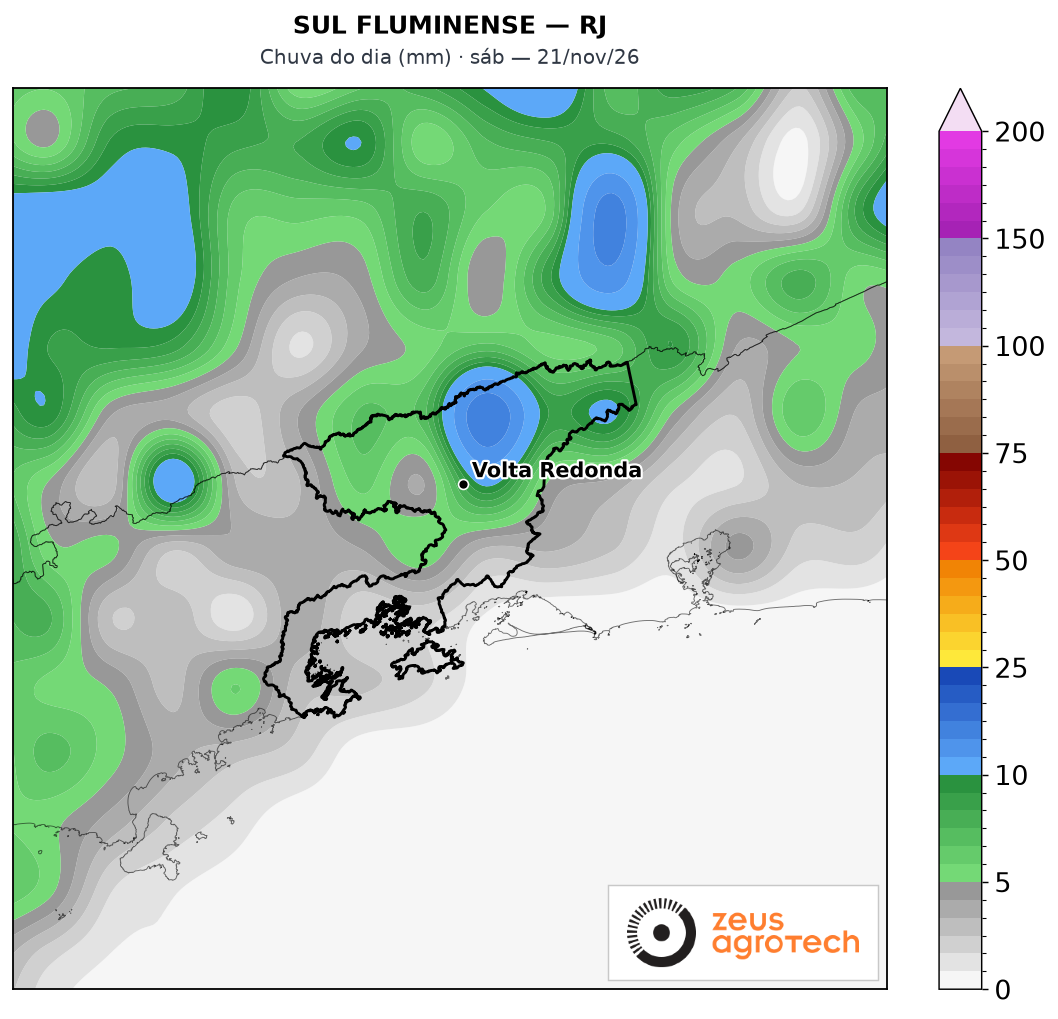 SUL FLUMINENSE — RJ
Chuva do dia (mm) · sáb — 21/nov/26
200
150
100
75
50
25
10
5
0
Volta Redonda
zeus
agrotech